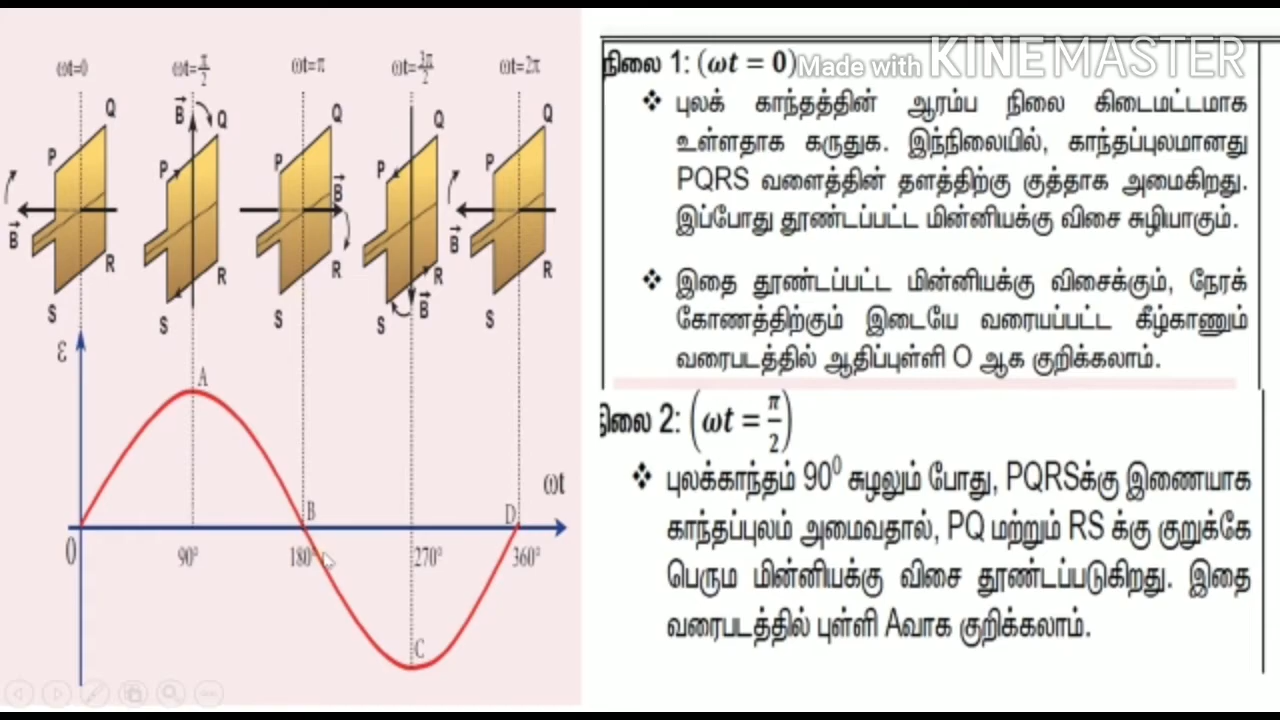 Made with KINEMASTER
ωt=0 ωt=π/2 ωt=π ωt=3π/2 ωt=2π
Q Q Q Q Q
B⃗
P P P P P
B⃗
B⃗ B⃗
R R R R R
B⃗
S S S S S
ε
A
ωt
B D
0 90° 180° 270° 360°
C
நிலை 1: (ωt = 0)
❖ புலக் காந்தத்தின் ஆரம்ப நிலை கிடைமட்டமாக
உள்ளதாக கருதுக. இந்நிலையில், காந்தப்புலமானது
PQRS வளைத்தின் தளத்திற்கு குத்தாக அமைகிறது.
இப்போது தூண்டப்பட்ட மின்னியக்கு விசை சுழியாகும்.
❖ இதை தூண்டப்பட்ட மின்னியக்கு விசைக்கும், நேரக்
கோணத்திற்கும் இடையே வரையப்பட்ட கீழ்காணும்
வரைபடத்தில் ஆதிப்புள்ளி O ஆக குறிக்கலாம்.
நிலை 2: (ωt = π/2)
❖ புலக்காந்தம் 90⁰ சுழலும் போது, PQRSக்கு இணையாக
காந்தப்புலம் அமைவதால், PQ மற்றும் RS க்கு குறுக்கே
பெரும மின்னியக்கு விசை தூண்டப்படுகிறது. இதை
வரைபடத்தில் புள்ளி Aவாக குறிக்கலாம்.